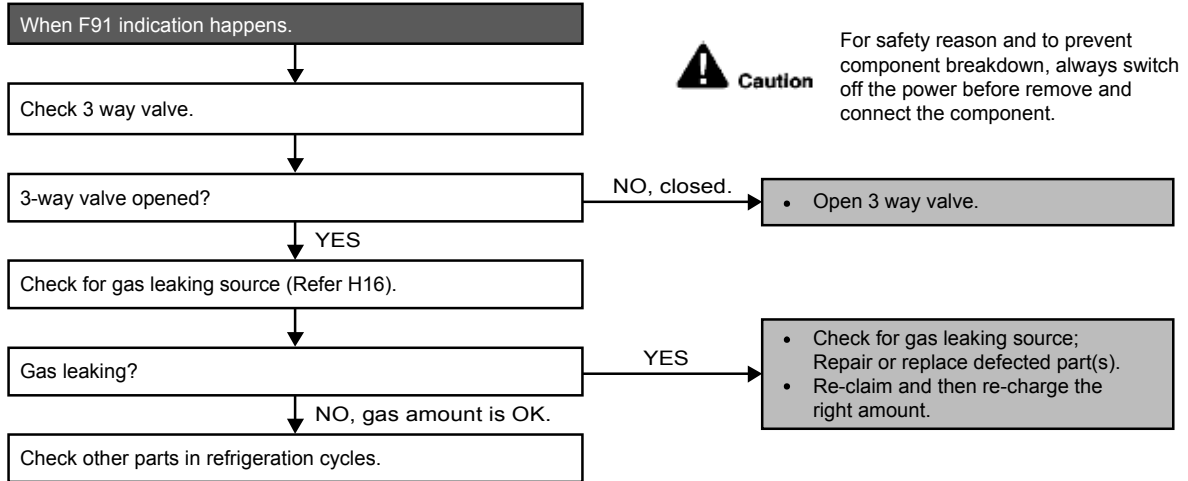 When F91 indication happens.
Caution
For safety reason and to prevent
component breakdown, always switch
off the power before remove and
connect the component.
Check 3 way valve.
3-way valve opened?
NO, closed.
• Open 3 way valve.
YES
Check for gas leaking source (Refer H16).
Gas leaking?
YES
• Check for gas leaking source;
Repair or replace defected part(s).
• Re-claim and then re-charge the
right amount.
NO, gas amount is OK.
Check other parts in refrigeration cycles.